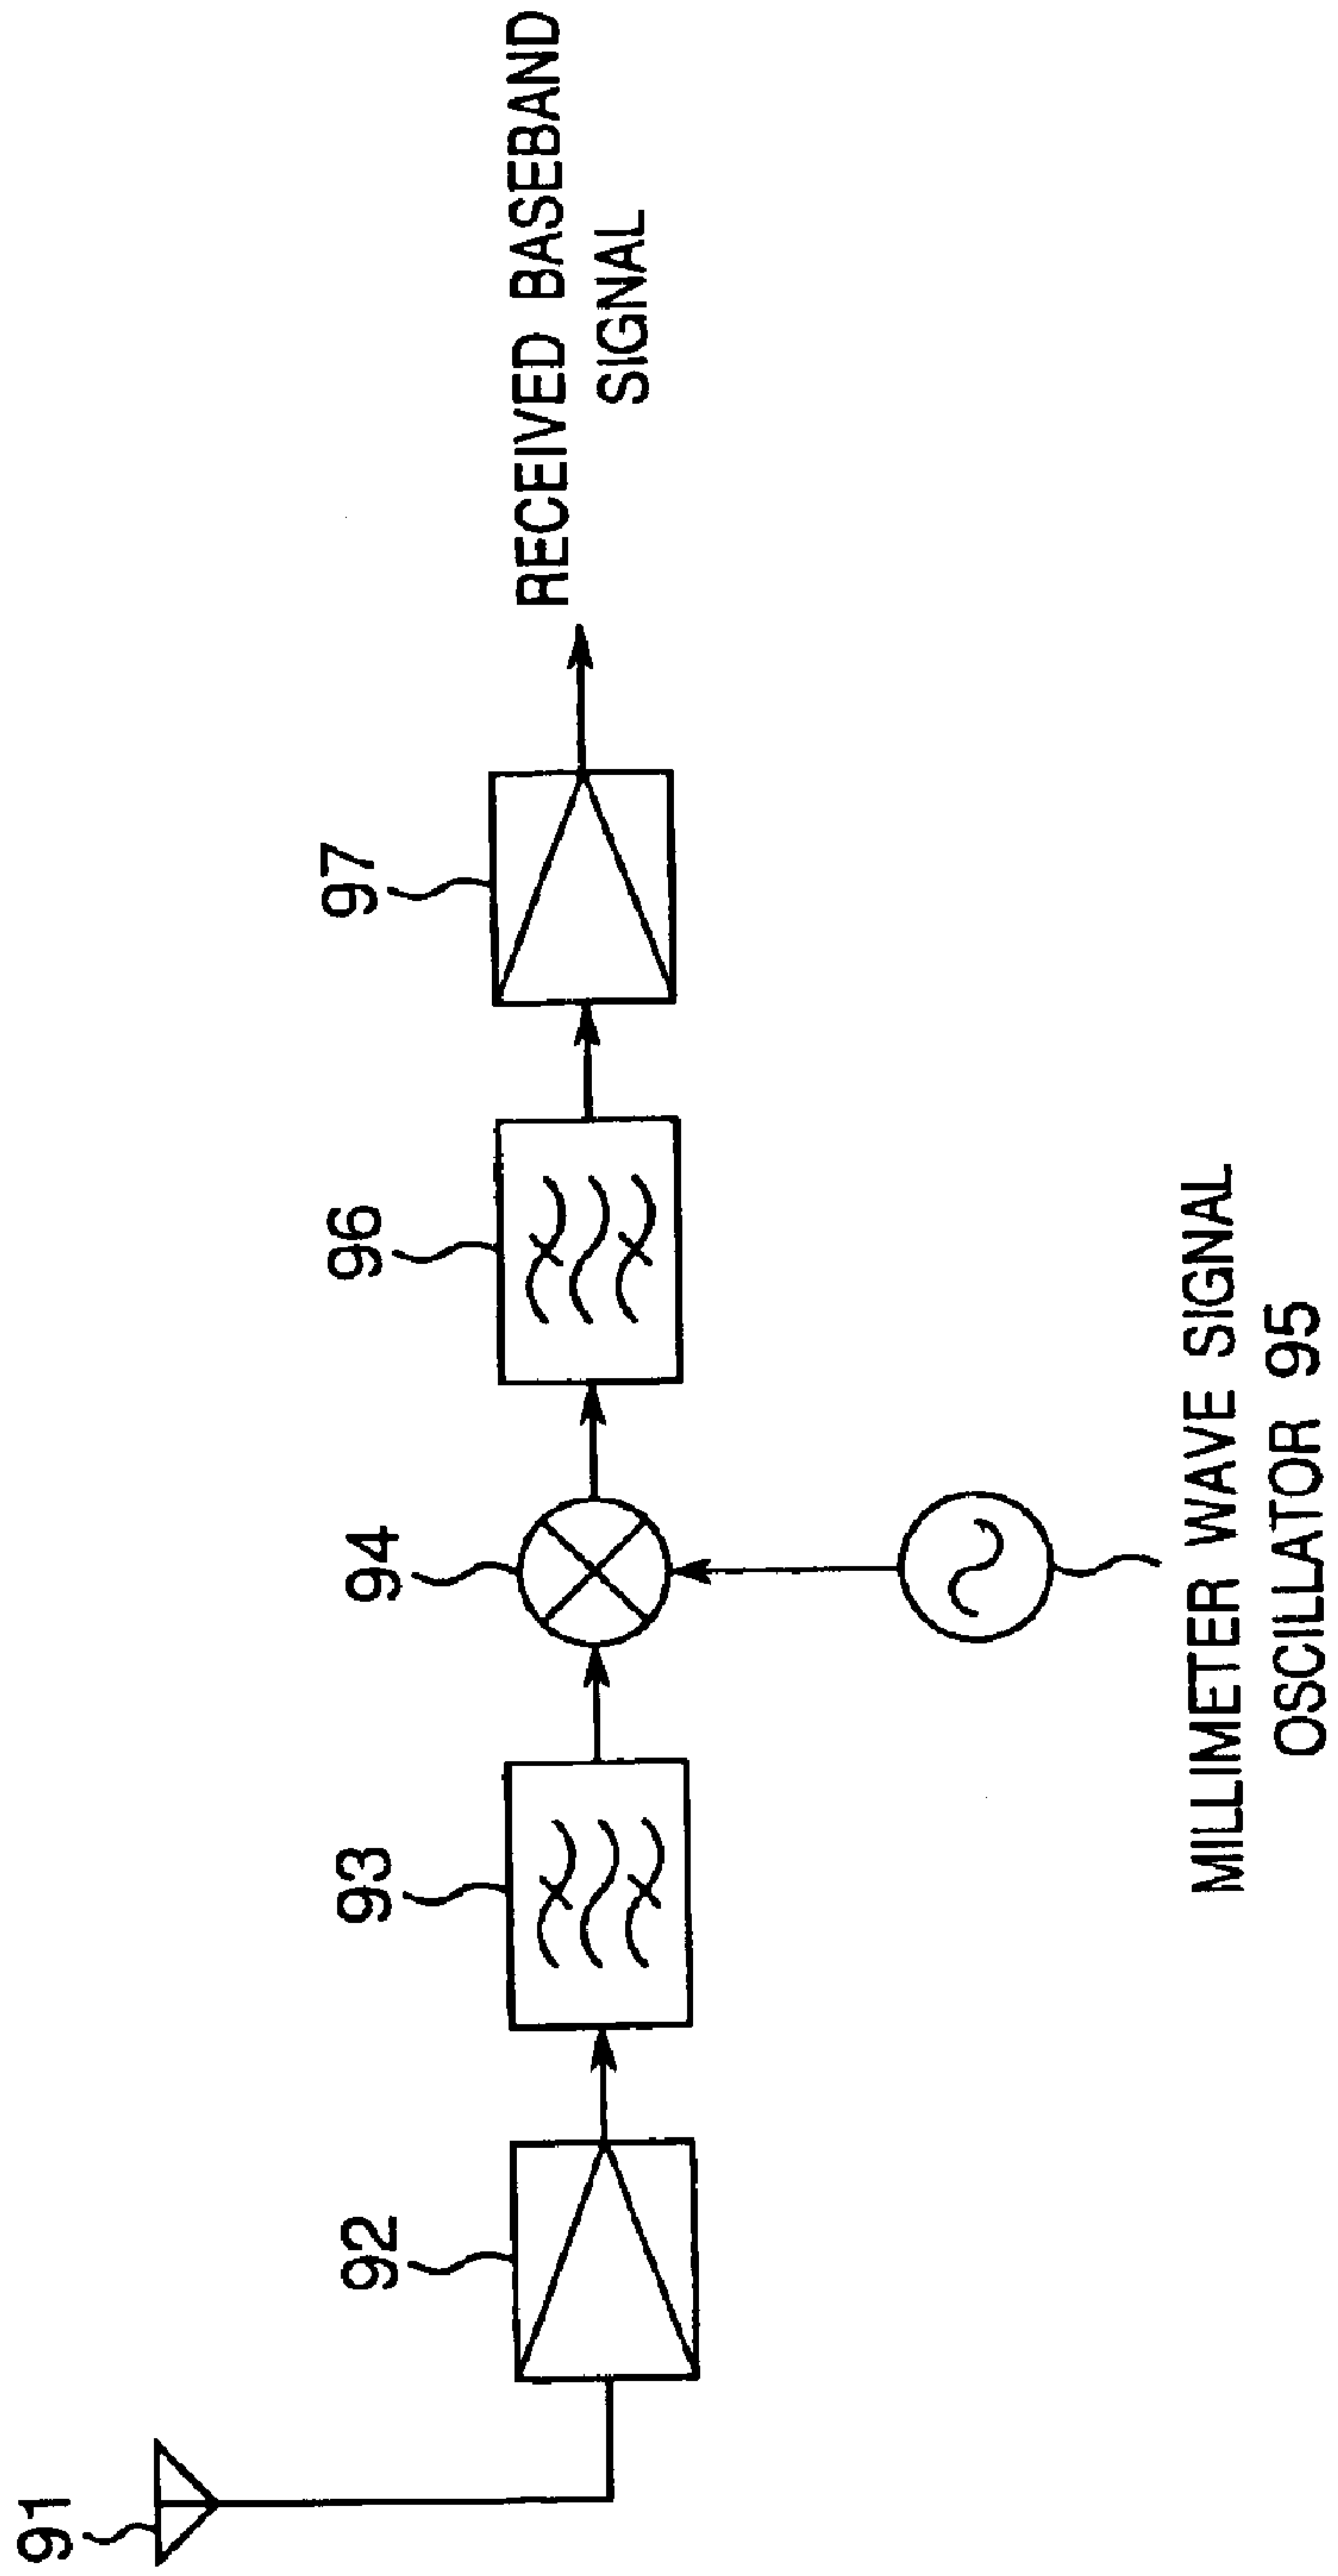 91
92
93
94
96
97
RECEIVED BASEBAND
SIGNAL
MILLIMETER WAVE SIGNAL
OSCILLATOR 95